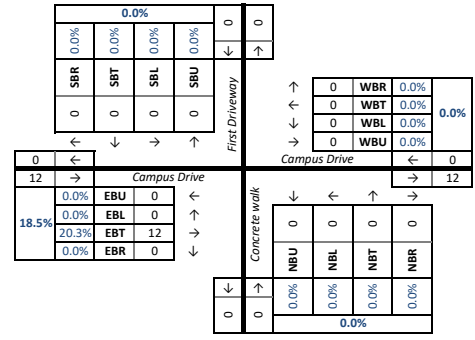 0.0%
0.0% 0.0% 0.0% 0.0%
SBR SBT SBL SBU
0 0 0 0
← ↓ → ↑
0 0
↓ ↑
First Driveway
↑ 0 WBR 0.0%
← 0 WBT 0.0%
↓ 0 WBL 0.0%
→ 0 WBU 0.0%
0.0%
0 ←
Campus Drive
← 0
12 →
Campus Drive
→ 12
18.5%
0.0% EBU 0 ←
0.0% EBL 0 ↑
20.3% EBT 12 →
0.0% EBR 0 ↓
Concrete walk
↓ ← ↑ →
0 0 0 0
NBU NBL NBT NBR
0.0% 0.0% 0.0% 0.0%
0.0%
↓ ↑
0 0